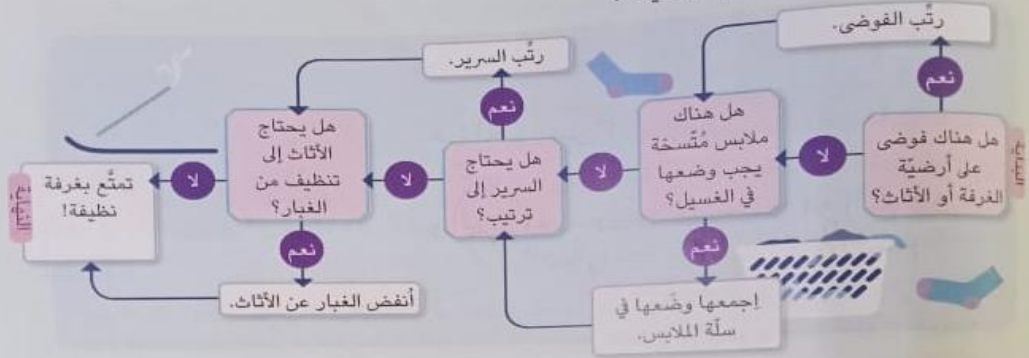 البداية
هل هناك فوضى
على أرضيّة
الغرفة أو الأثاث؟
نعم
رتّب الفوضى.
لا
هل هناك
ملابس مُتّسخة
يجب وضعها
في الغسيل؟
نعم
اِجمعها وضَعها في
سلّة الملابس.
لا
هل يحتاج
السرير إلى
ترتيب؟
نعم
رتّب السرير.
لا
هل يحتاج
الأثاث إلى
تنظيف من
الغبار؟
نعم
أنفض الغبار عن الأثاث.
لا
تمتّع بغرفة
نظيفة!
النهاية